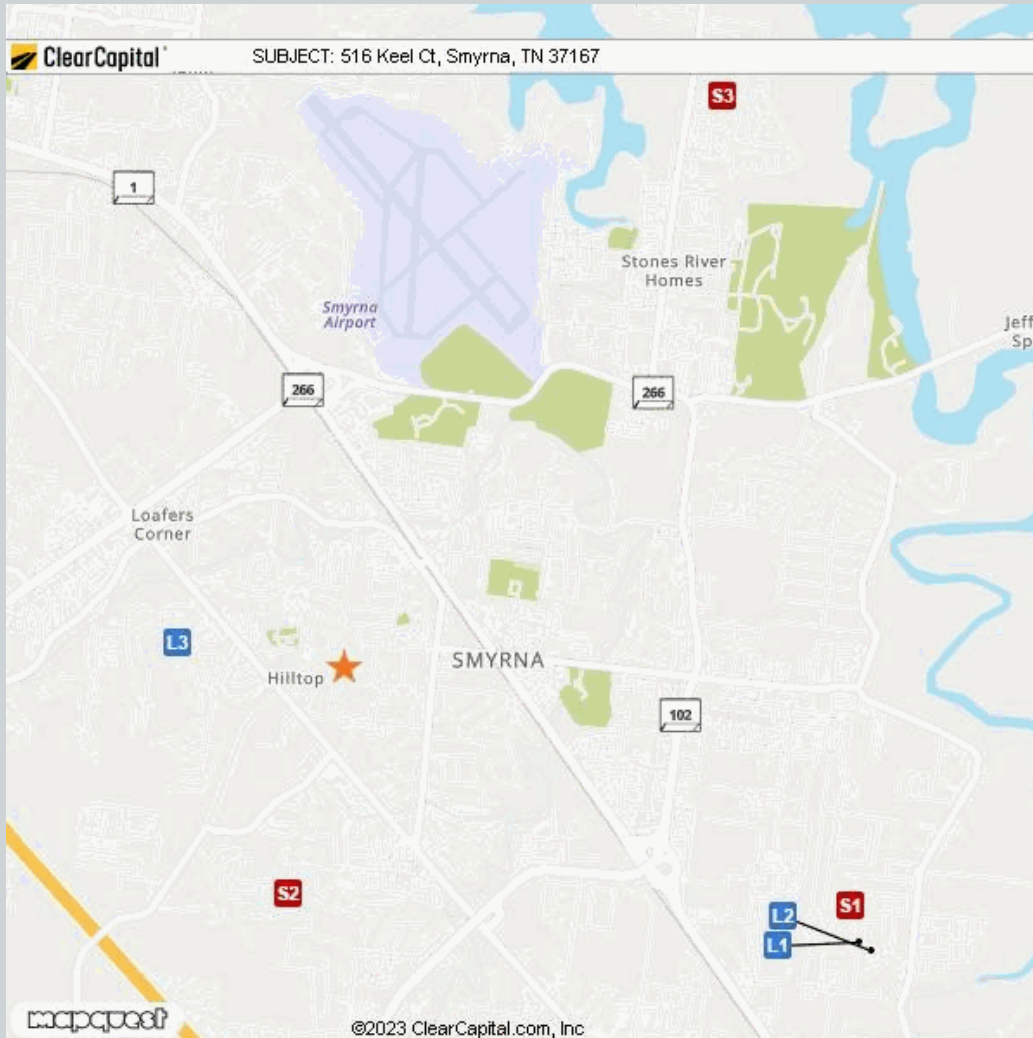 ClearCapital
SUBJECT: 516 Keel Ct, Smyrna, TN 37167
S3
1
Stones River
Homes
Smyrna
Airport
Jeff
Sp
266
266
Loafers
Corner
L3
SMYRNA
Hilltop
102
S2
S1
L2
L1
mapquest
©2023 ClearCapital.com, Inc